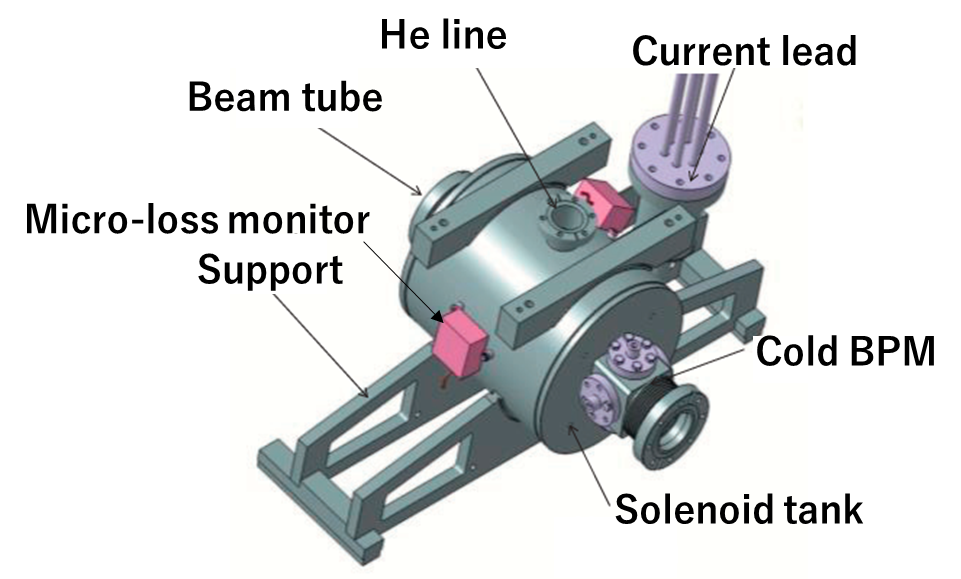 He line
Current lead
Beam tube
Micro-loss monitor
Support
Cold BPM
Solenoid tank